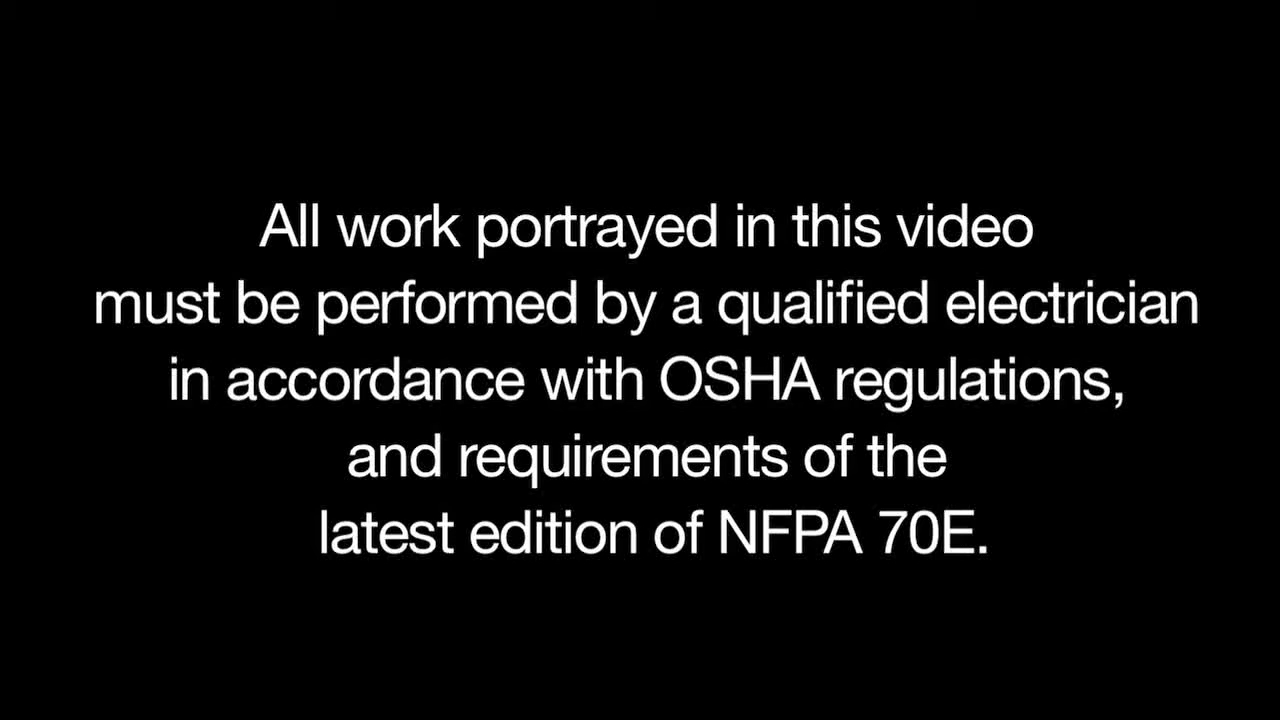 All work portrayed in this video
must be performed by a qualified electrician
in accordance with OSHA regulations,
and requirements of the
latest edition of NFPA 70E.